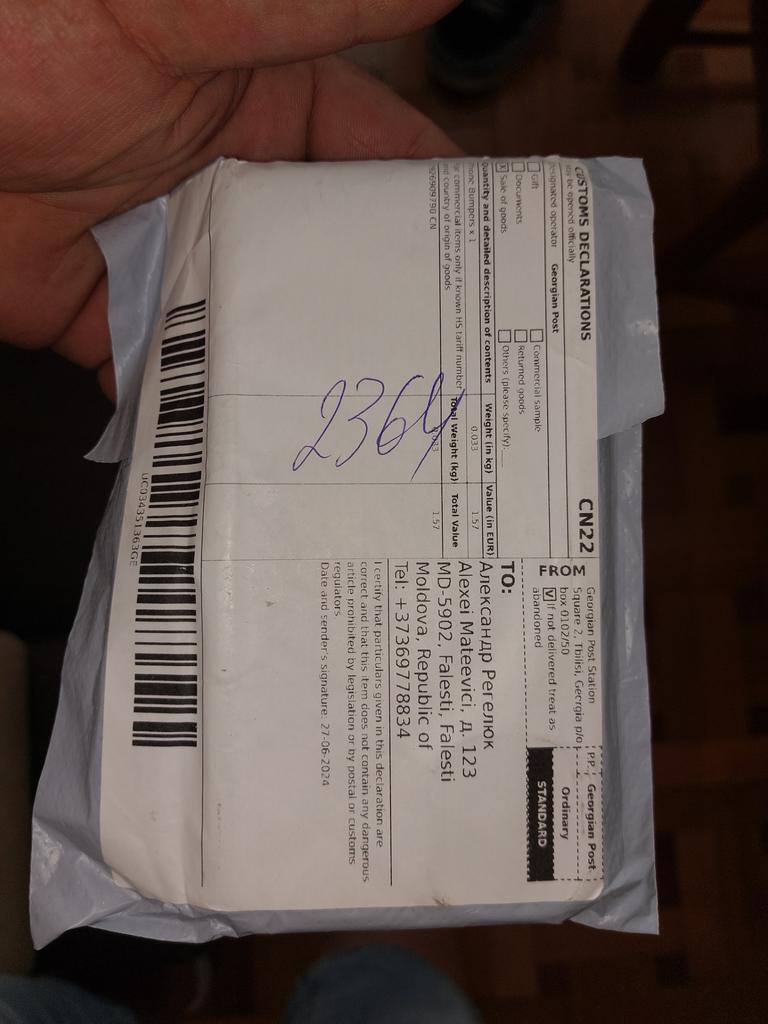 CUSTOMS DECLARATIONS
CN22
be opened officially
designated operator Georgian Post
Gift
Commercial sample
Documents
Returned goods
X Sale of goods
Others (please specify):
Quantity and detailed description of contents Weight (in kg) Value (in EUR)
Phone Bumpers x 1 0.033 1.57
For commercial items only if known HS tariff number Total Weight (kg) Total Value
and country of origin of goods 1.57
2364
FROM
Georgian Post Station
Square 2, Tbilisi, Georgia p/o
box 0102/50
V If not delivered treat as
abandoned
P.P. Georgian Post
Ordinary
STANDARD
TO:
Александр Регелюк
Alexei Mateevici, д. 123
MD-5902, Falesti, Falesti
Moldova, Republic of
Tel: +37369778834
I certify that particulars given in this declaration are
correct and that this item does not contain any dangerous
article prohibited by legislation or by postal or customs
regulators
Date and sender's signature: 27-06-2024
UC034351363GE